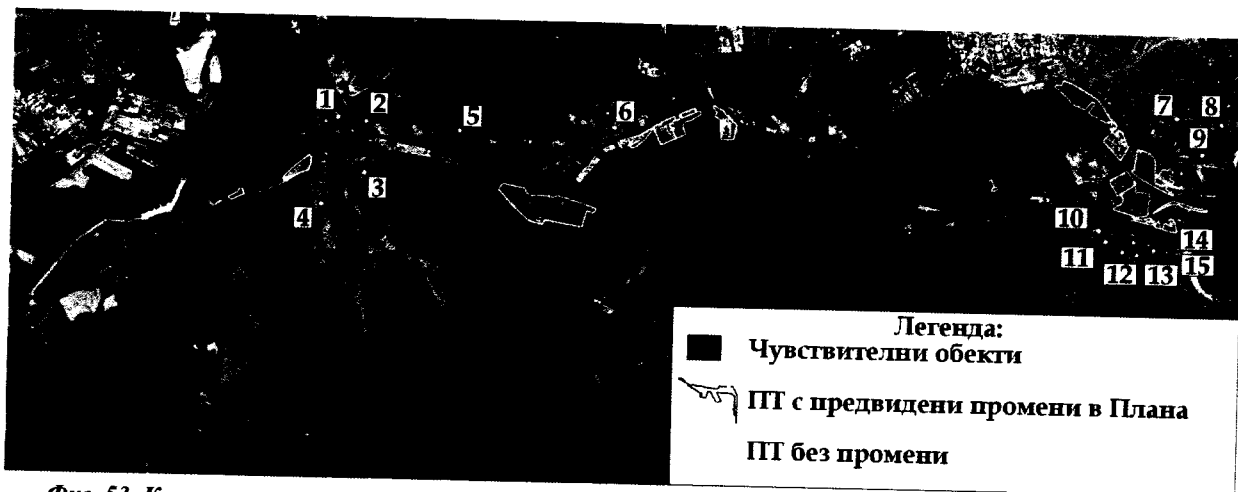 1 2 5 6 7 8
9
3
4
10 14
11 12 13 15
Легенда:
Чувствителни обекти
ПТ с предвидени промени в Плана
ПТ без промени